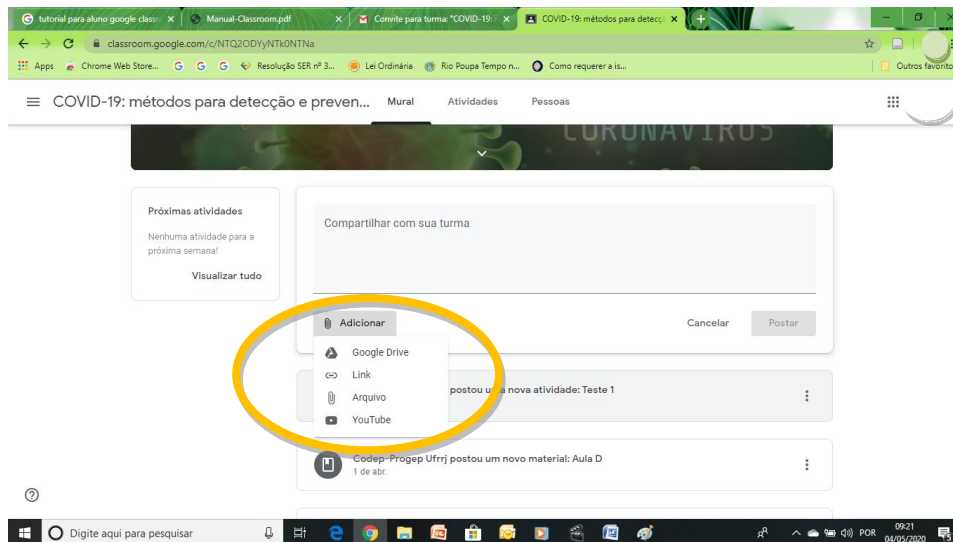 tutorial para aluno google class
Manual-Classroom.pdf
Convite para turma: "COVID-19:
COVID-19: métodos para detecç
classroom.google.com/c/NTQ2ODYyNTk0NTNa
Apps
Chrome Web Store...
G
G
G
Resolução SER nº 3...
Lei Ordinária
Rio Poupa Tempo n...
Como requerer a is...
Outros favorito
COVID-19: métodos para detecção e preven...
Mural
Atividades
Pessoas
CORONAVIRUS
Próximas atividades
Nenhuma atividade para a
próxima semana!
Visualizar tudo
Compartilhar com sua turma
Adicionar
Cancelar
Postar
Google Drive
Link
Arquivo
YouTube
postou uma nova atividade: Teste 1
Codep-Progep Ufrrj postou um novo material: Aula D
1 de abr.
Digite aqui para pesquisar
POR
09:21
04/05/2020